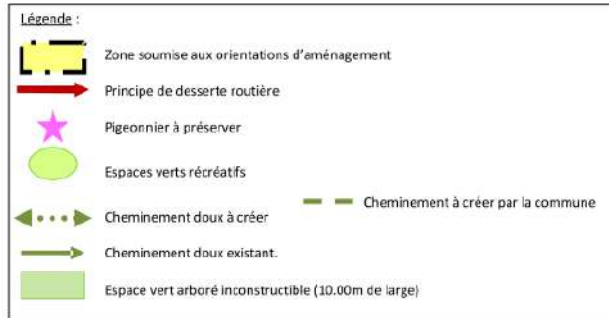 Légende :
Zone soumise aux orientations d'aménagement
Principe de desserte routière
Pigeonnier à préserver
Espaces verts récréatifs
Cheminement à créer par la commune
Cheminement doux à créer
Cheminement doux existant.
Espace vert arboré inconstructible (10.00m de large)